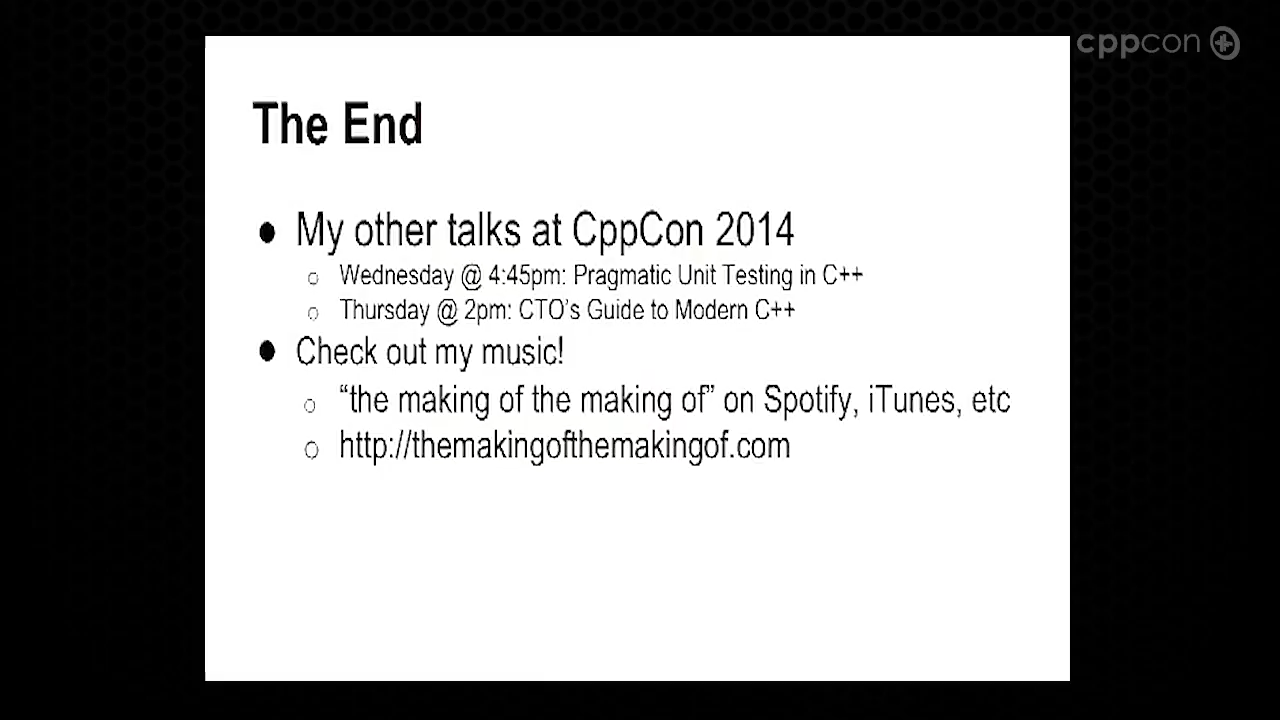 cppcon
The End
● My other talks at CppCon 2014
○ Wednesday @ 4:45pm: Pragmatic Unit Testing in C++
○ Thursday @ 2pm: CTO’s Guide to Modern C++
● Check out my music!
○ “the making of the making of” on Spotify, iTunes, etc
○ http://themakingofthemakingof.com